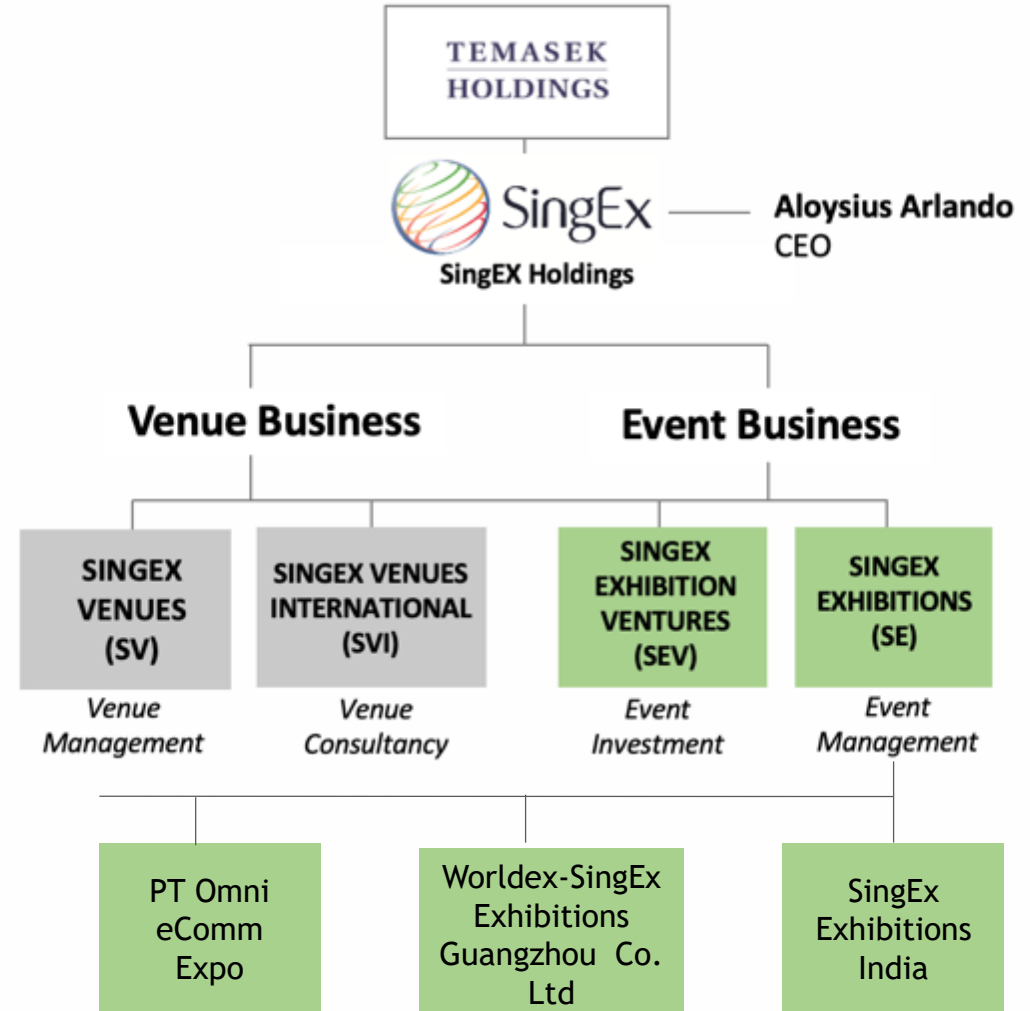 TEMASEK
HOLDINGS
SingEx
SingEX Holdings
Aloysius Arlando
CEO
Venue Business
Event Business
SINGEX
VENUES
(SV)
SINGEX VENUES
INTERNATIONAL
(SVI)
SINGEX
EXHIBITION
VENTURES
(SEV)
SINGEX
EXHIBITIONS
(SE)
Venue
Management
Venue
Consultancy
Event
Investment
Event
Management
PT Omni
eComm
Expo
Worldex-SingEx
Exhibitions
Guangzhou Co.
Ltd
SingEx
Exhibitions
India